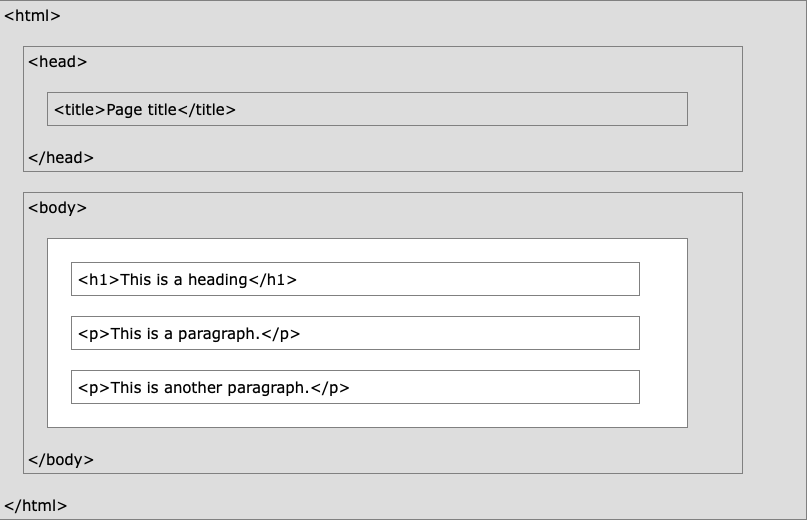 <html>
<head>
<title>Page title</title>
</head>
<body>
<h1>This is a heading</h1>
<p>This is a paragraph.</p>
<p>This is another paragraph.</p>
</body>
</html>